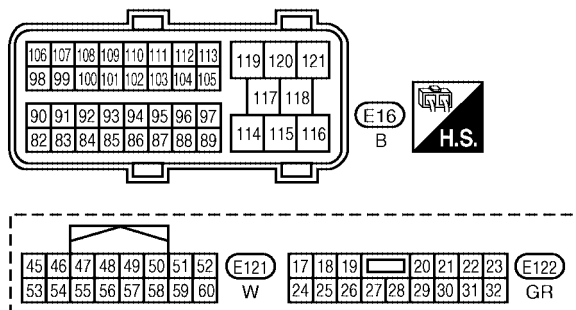 106 107 108 109 110 111 112 113
98 99 100 101 102 103 104 105
119 120 121
117 118
90 91 92 93 94 95 96 97
82 83 84 85 86 87 88 89
114 115 116
E16
B
H.S.
45 46 47 48 49 50 51 52
53 54 55 56 57 58 59 60
E121
W
17 18 19 20 21 22 23
24 25 26 27 28 29 30 31 32
E122
GR